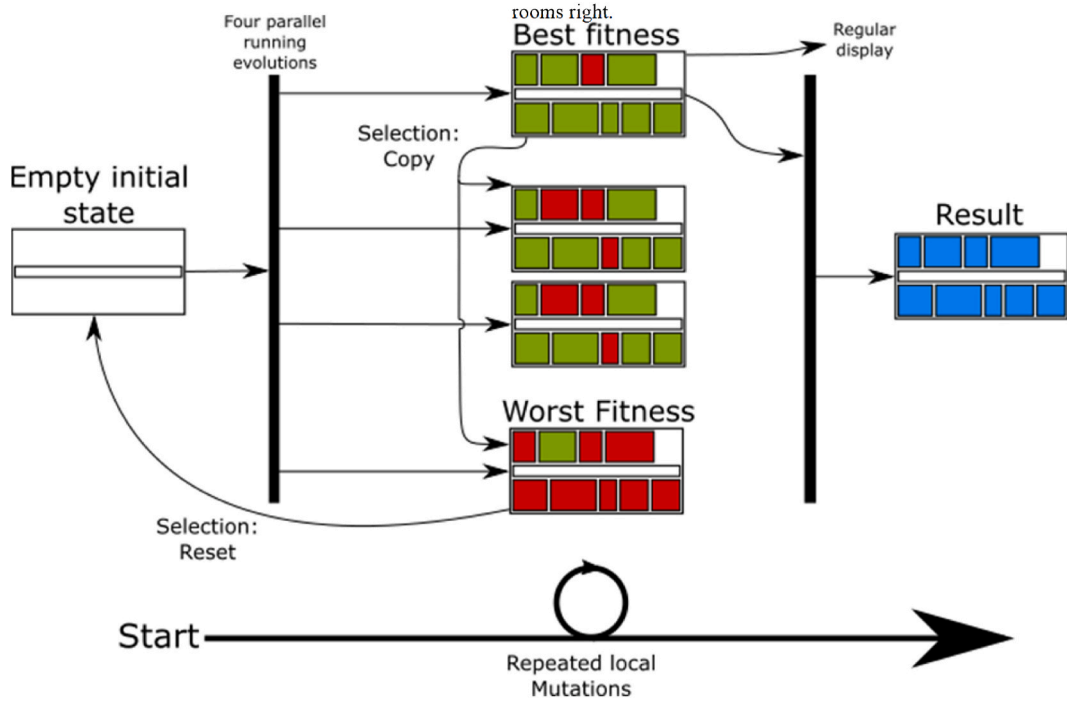 rooms right.
Four parallel
running
evolutions
Best fitness
Regular
display
Selection:
Copy
Empty initial
state
Result
Worst Fitness
Selection:
Reset
Start
Repeated local
Mutations